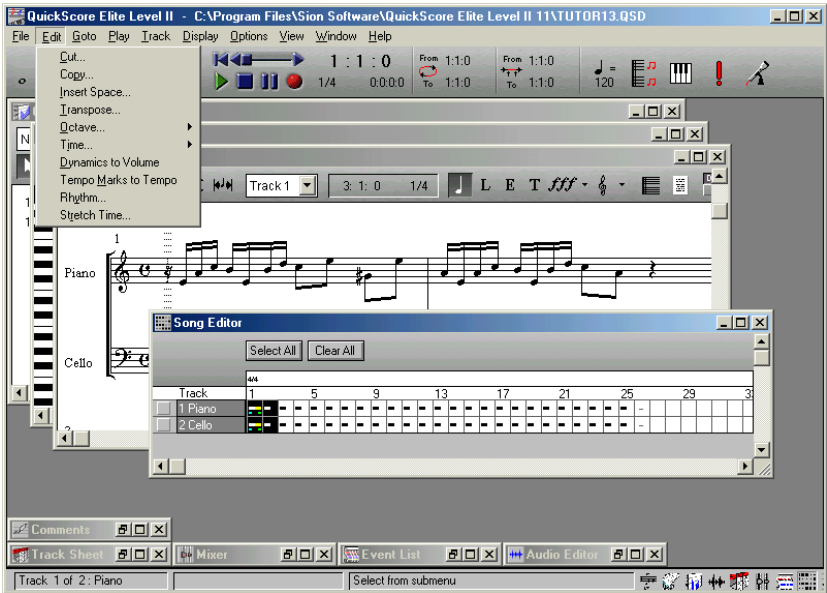 QuickScore Elite Level II - C:\Program Files\Sion Software\QuickScore Elite Level II 11\TUTOR13.QSD
File Edit Goto Play Track Display Options View Window Help
Cut...
Copy...
Insert Space...
Transpose...
Octave...
Time...
Dynamics to Volume
Tempo Marks to Tempo
Rhythm...
Stretch Time...
1 : 1 : 0
1/4 0:0:0:0
From 1:1:0
To 1:1:0
From 1:1:0
To 1:1:0
120
Track 1
3: 1: 0 1/4
L E T fff
1
Piano
Cello
Song Editor
Select All Clear All
4/4
Track 1 5 9 13 17 21 25 29
1 Piano
2 Cello
Comments
Track Sheet Mixer Event List Audio Editor
Track 1 of 2 : Piano Select from submenu